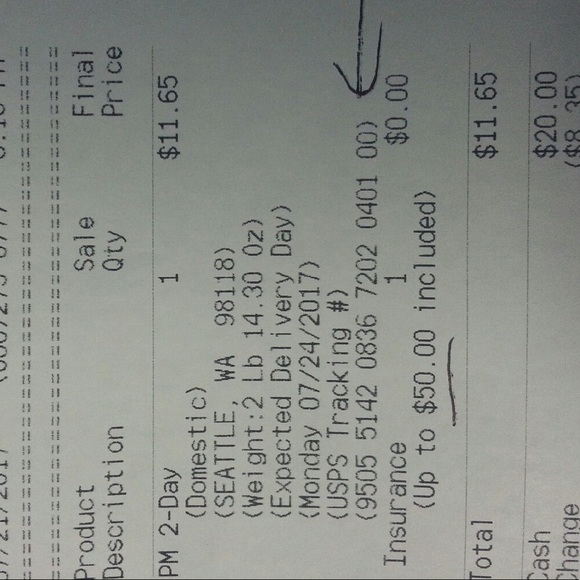 Product Sale Final
Description Qty Price
PM 2-Day 1 $11.65
(Domestic)
(SEATTLE, WA 98118)
(Weight:2 Lb 14.30 Oz)
(Expected Delivery Day)
(Monday 07/24/2017)
(USPS Tracking #)
(9505 5142 0836 7202 0401 00)
Insurance 1 $0.00
(Up to $50.00 included)
Total $11.65
Cash $20.00
Change ($8.35)